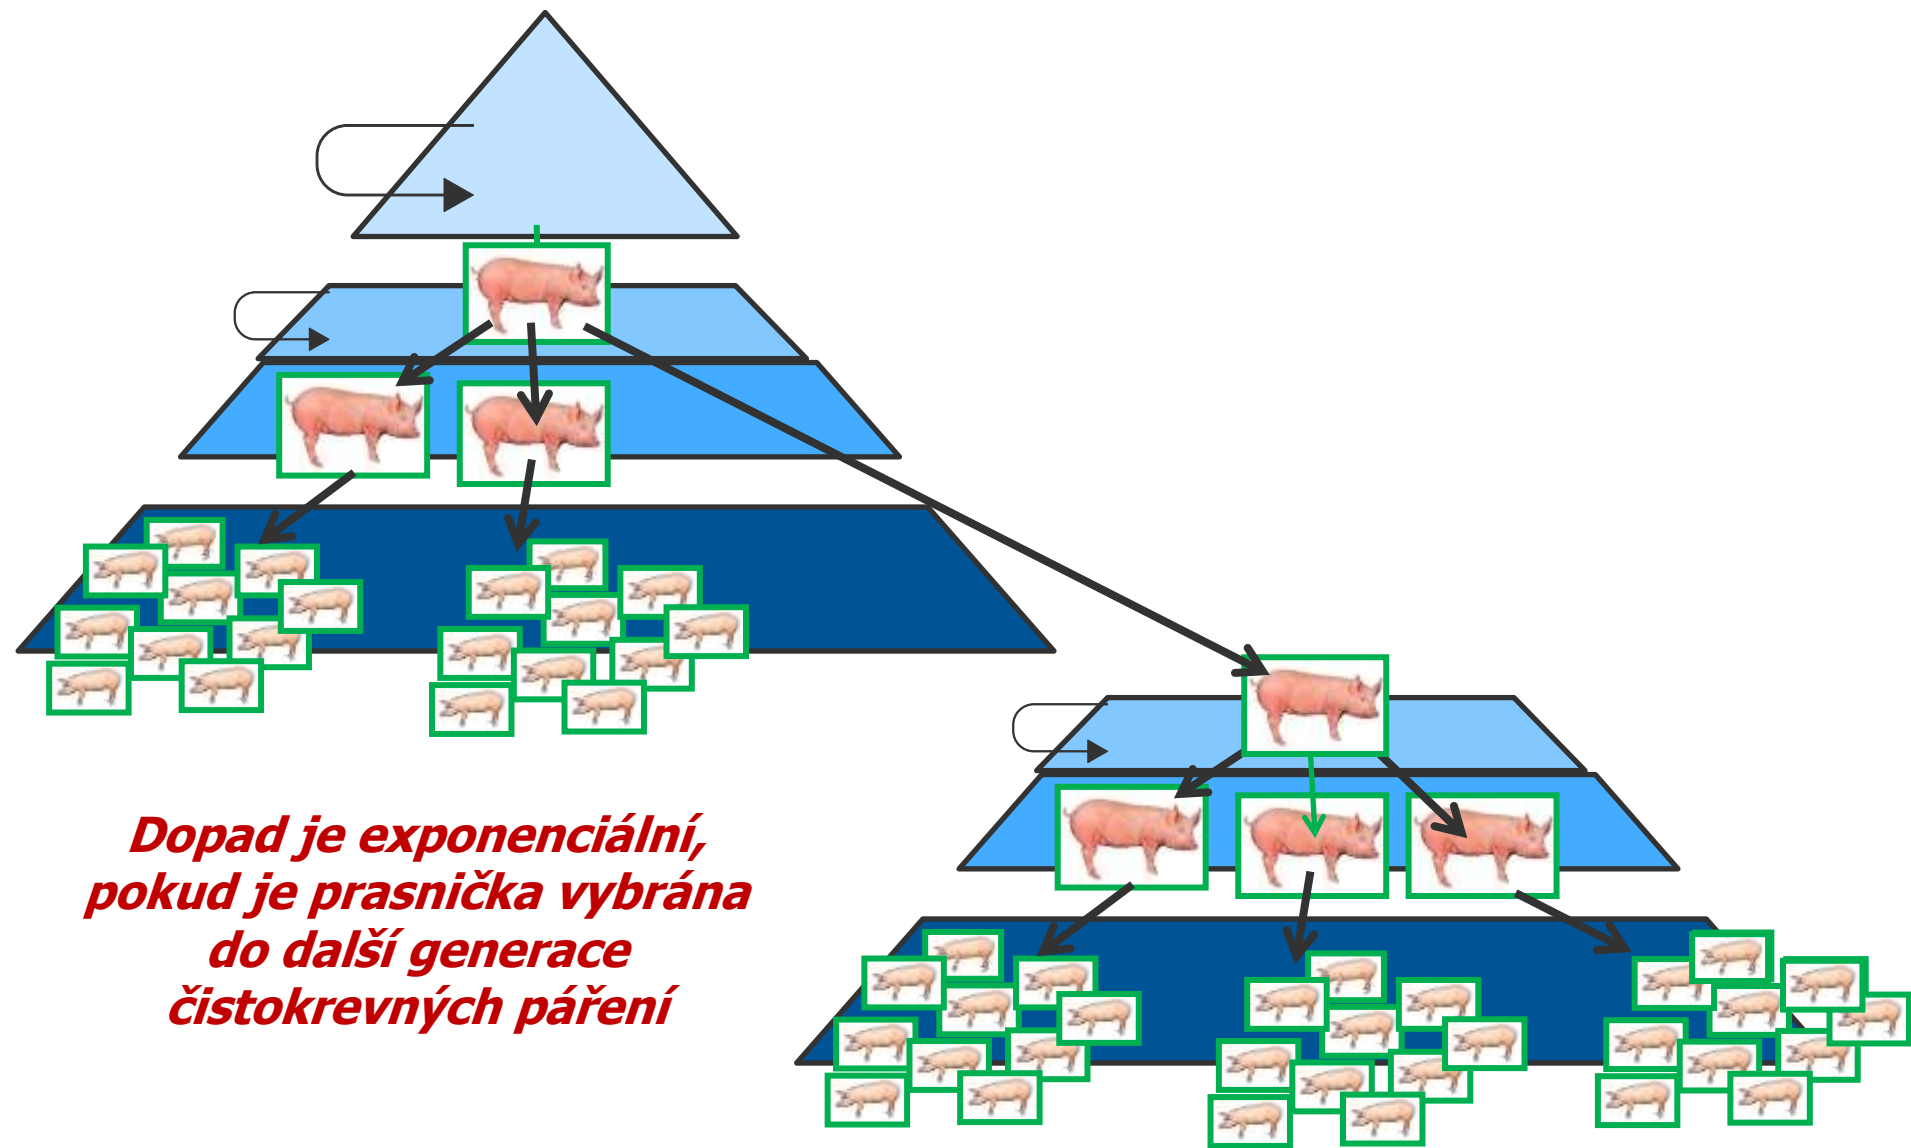 Dopad je exponenciální,
pokud je prasnička vybrána
do další generace
čistokrevných páření